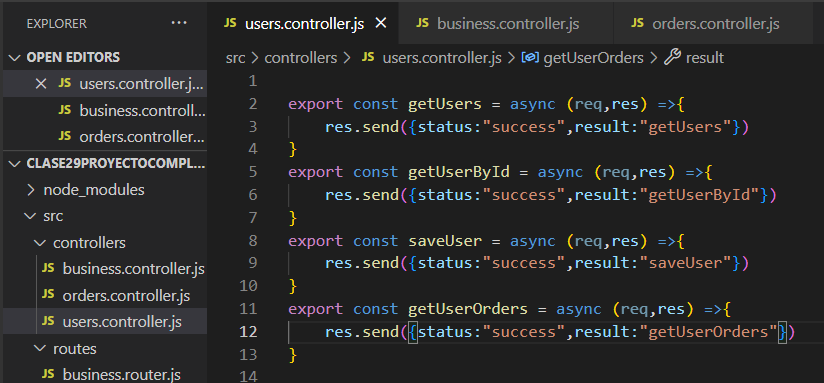 EXPLORER ...
OPEN EDITORS
JS users.controller.j...
JS business.controll...
JS orders.controller....
CLASE29PROYECTOCOMPL...
node_modules
src
controllers
JS business.controller.js
JS orders.controller.js
JS users.controller.js
routes
JS business.router.js
JS users.controller.js JS business.controller.js JS orders.controller.js
src > controllers > JS users.controller.js > getUserOrders > result
1
2 export const getUsers = async (req,res) =>{
3 res.send({status:"success",result:"getUsers"})
4 }
5 export const getUserById = async (req,res) =>{
6 res.send({status:"success",result:"getUserById"})
7 }
8 export const saveUser = async (req,res) =>{
9 res.send({status:"success",result:"saveUser"})
10 }
11 export const getUserOrders = async (req,res) =>{
12 res.send({status:"success",result:"getUserOrders"})
13 }
14